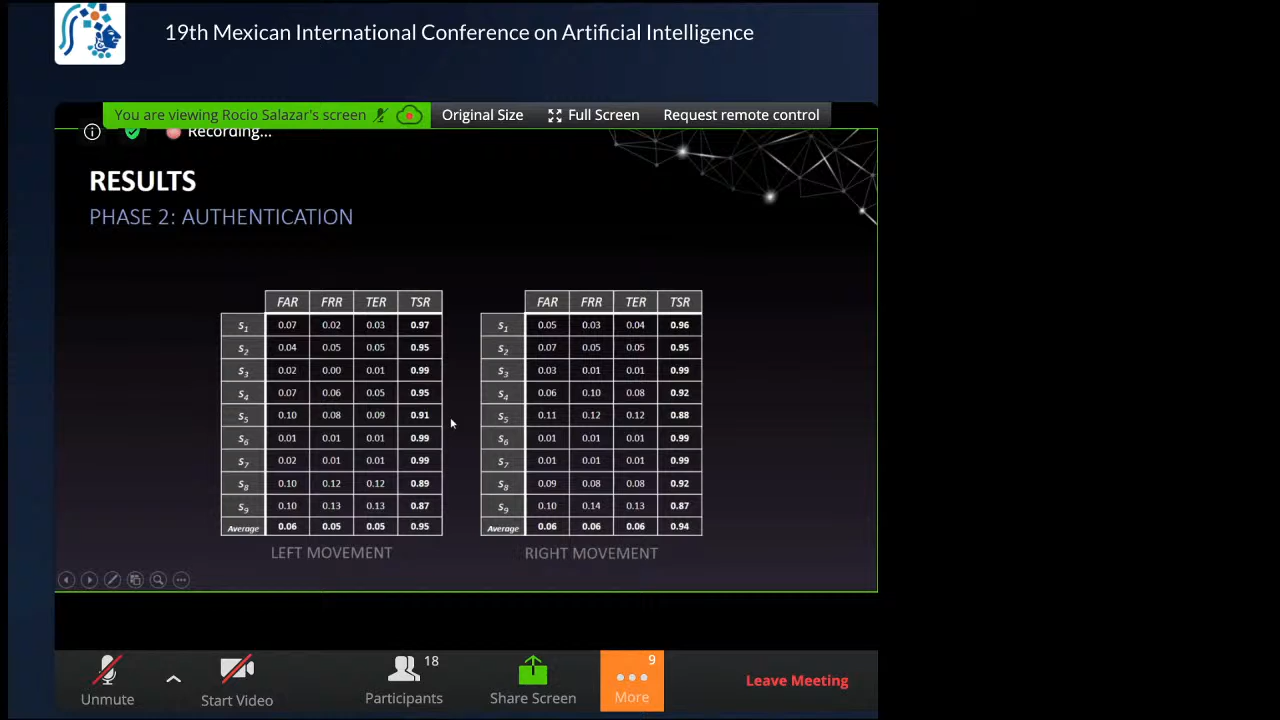 19th Mexican International Conference on Artificial Intelligence
You are viewing Rocio Salazar's screen Original Size Full Screen Request remote control
Recording...
RESULTS
PHASE 2: AUTHENTICATION
FAR FRR TER TSR FAR FRR TER TSR
S1 0.07 0.02 0.03 0.97 S1 0.05 0.03 0.04 0.96
S2 0.04 0.05 0.05 0.95 S2 0.07 0.05 0.05 0.95
S3 0.02 0.00 0.01 0.99 S3 0.03 0.01 0.01 0.99
S4 0.07 0.06 0.05 0.95 S4 0.06 0.10 0.08 0.92
S5 0.10 0.08 0.09 0.91 S5 0.11 0.12 0.12 0.88
S6 0.01 0.01 0.01 0.99 S6 0.01 0.01 0.01 0.99
S7 0.02 0.01 0.01 0.99 S7 0.01 0.01 0.01 0.99
S8 0.10 0.12 0.12 0.89 S8 0.09 0.08 0.08 0.92
S9 0.10 0.13 0.13 0.87 S9 0.10 0.14 0.13 0.87
Average 0.06 0.05 0.05 0.95 Average 0.06 0.06 0.06 0.94
LEFT MOVEMENT RIGHT MOVEMENT
18 9
Unmute Start Video Participants Share Screen More Leave Meeting